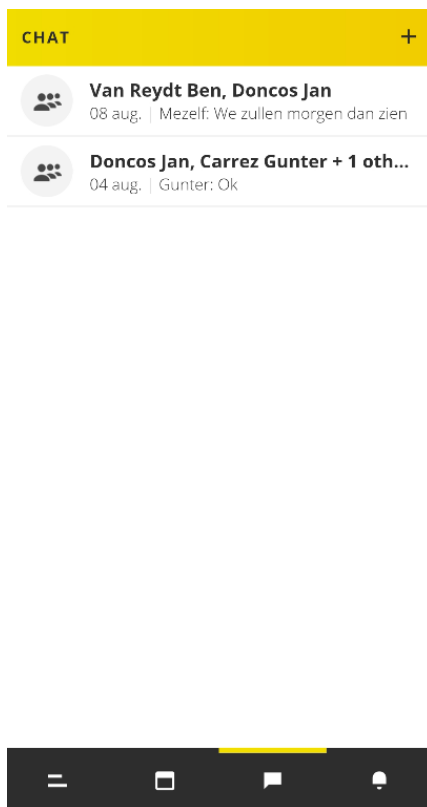 CHAT
Van Reydt Ben, Doncos Jan
08 aug. | Mezelf: We zullen morgen dan zien
Doncos Jan, Carrez Gunter + 1 oth...
04 aug. | Gunter: Ok